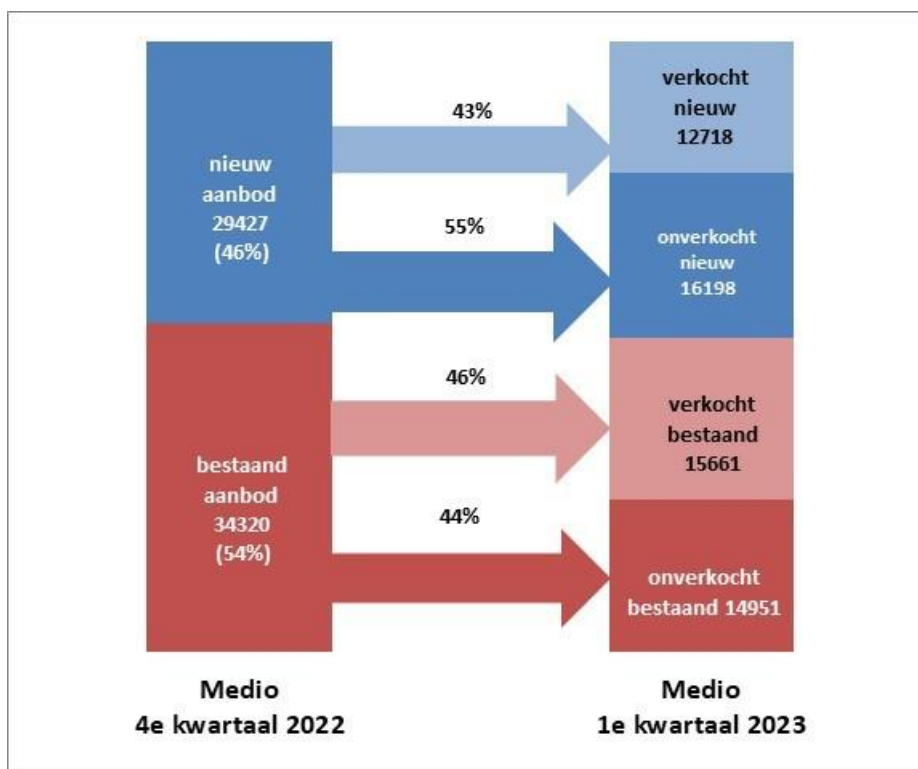 nieuw
aanbod
29427
(46%)
bestaand
aanbod
34320
(54%)
43%
55%
46%
44%
verkocht
nieuw
12718
onverkocht
nieuw
16198
verkocht
bestaand
15661
onverkocht
bestaand 14951
Medio
4e kwartaal 2022
Medio
1e kwartaal 2023